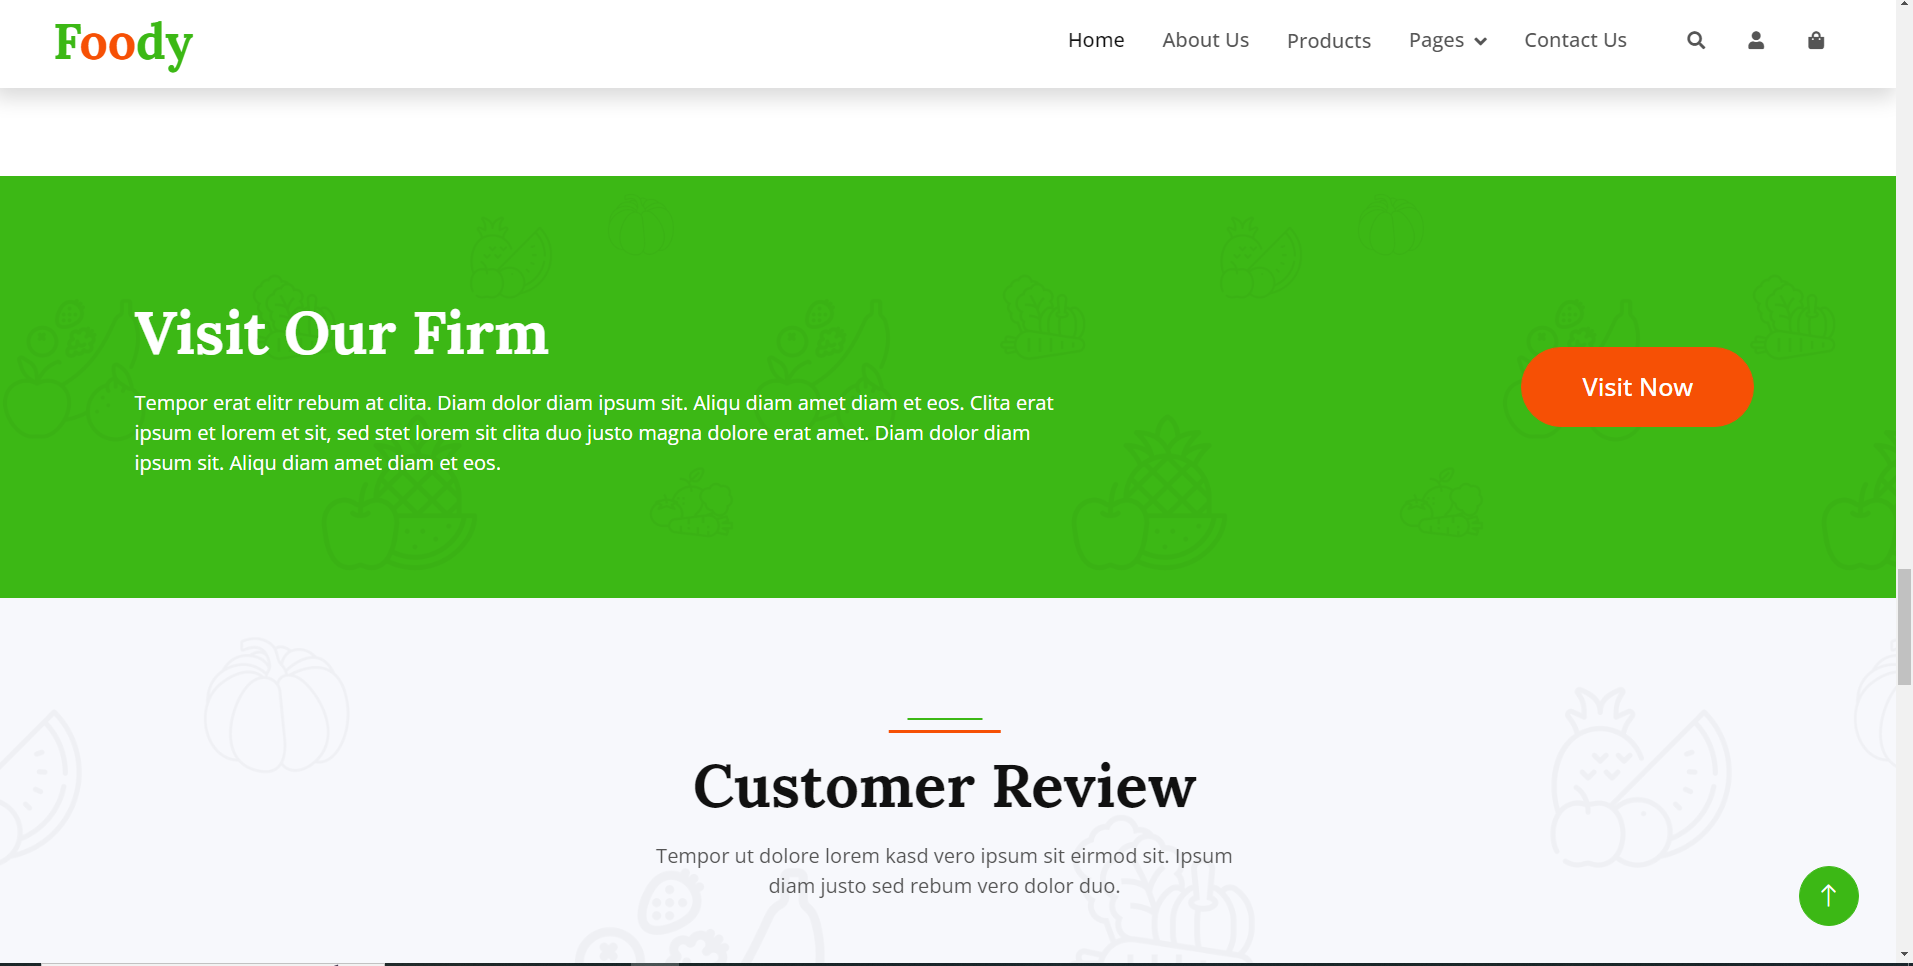 Foody
Home
About Us
Products
Pages
Contact Us
Visit Our Firm
Tempor erat elitr rebum at clita. Diam dolor diam ipsum sit. Aliqu diam amet diam et eos. Clita erat
ipsum et lorem et sit, sed stet lorem sit clita duo justo magna dolore erat amet. Diam dolor diam
ipsum sit. Aliqu diam amet diam et eos.
Visit Now
Customer Review
Tempor ut dolore lorem kasd vero ipsum sit eirmod sit. Ipsum
diam justo sed rebum vero dolor duo.